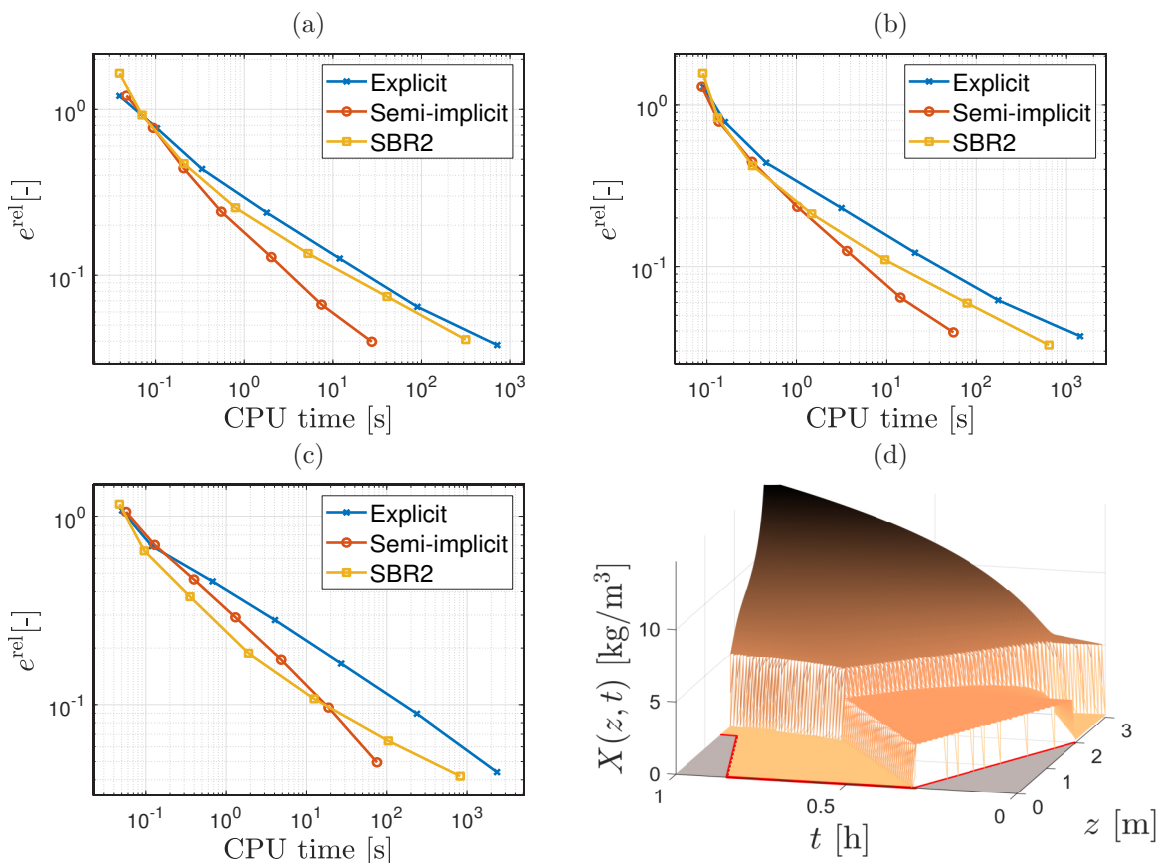 (a)
e^rel[-]
10^0
10^-1
Explicit
Semi-implicit
SBR2
10^-1 10^0 10^1 10^2 10^3
CPU time [s]
(b)
e^rel[-]
10^0
10^-1
Explicit
Semi-implicit
SBR2
10^-1 10^0 10^1 10^2 10^3
CPU time [s]
(c)
e^rel[-]
10^0
10^-1
Explicit
Semi-implicit
SBR2
10^-1 10^0 10^1 10^2 10^3
CPU time [s]
(d)
X(z, t) [kg/m^3]
10
5
0
1
0.5
0
t [h]
0
1
2
3
z [m]